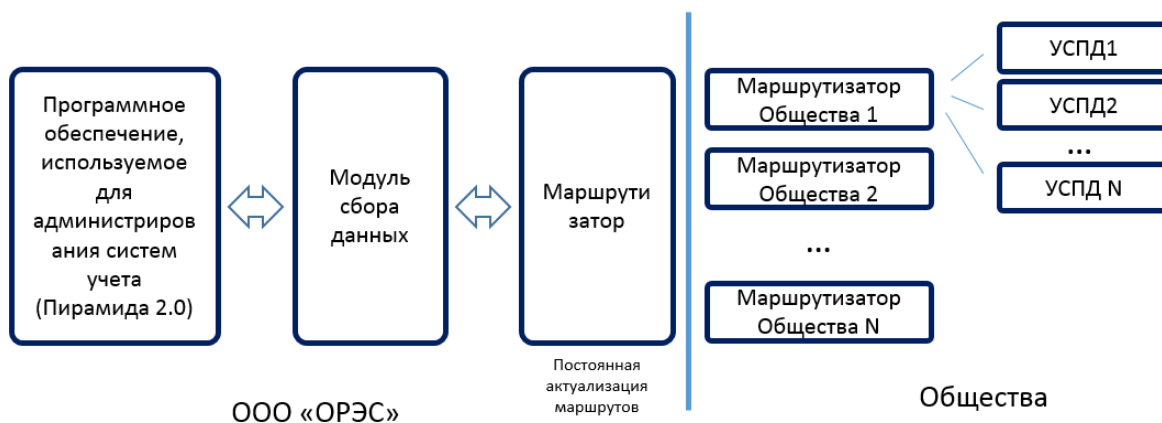 Программное
обеспечение,
используемое
для
администриров
ания систем
учета
(Пирамида 2.0)
Модуль
сбора
данных
Маршрути
затор
Постоянная
актуализация
маршрутов
ООО «ОРЭС»
Маршрутизатор
Общества 1
Маршрутизатор
Общества 2
...
Маршрутизатор
Общества N
УСПД1
УСПД2
...
УСПД N
Общества